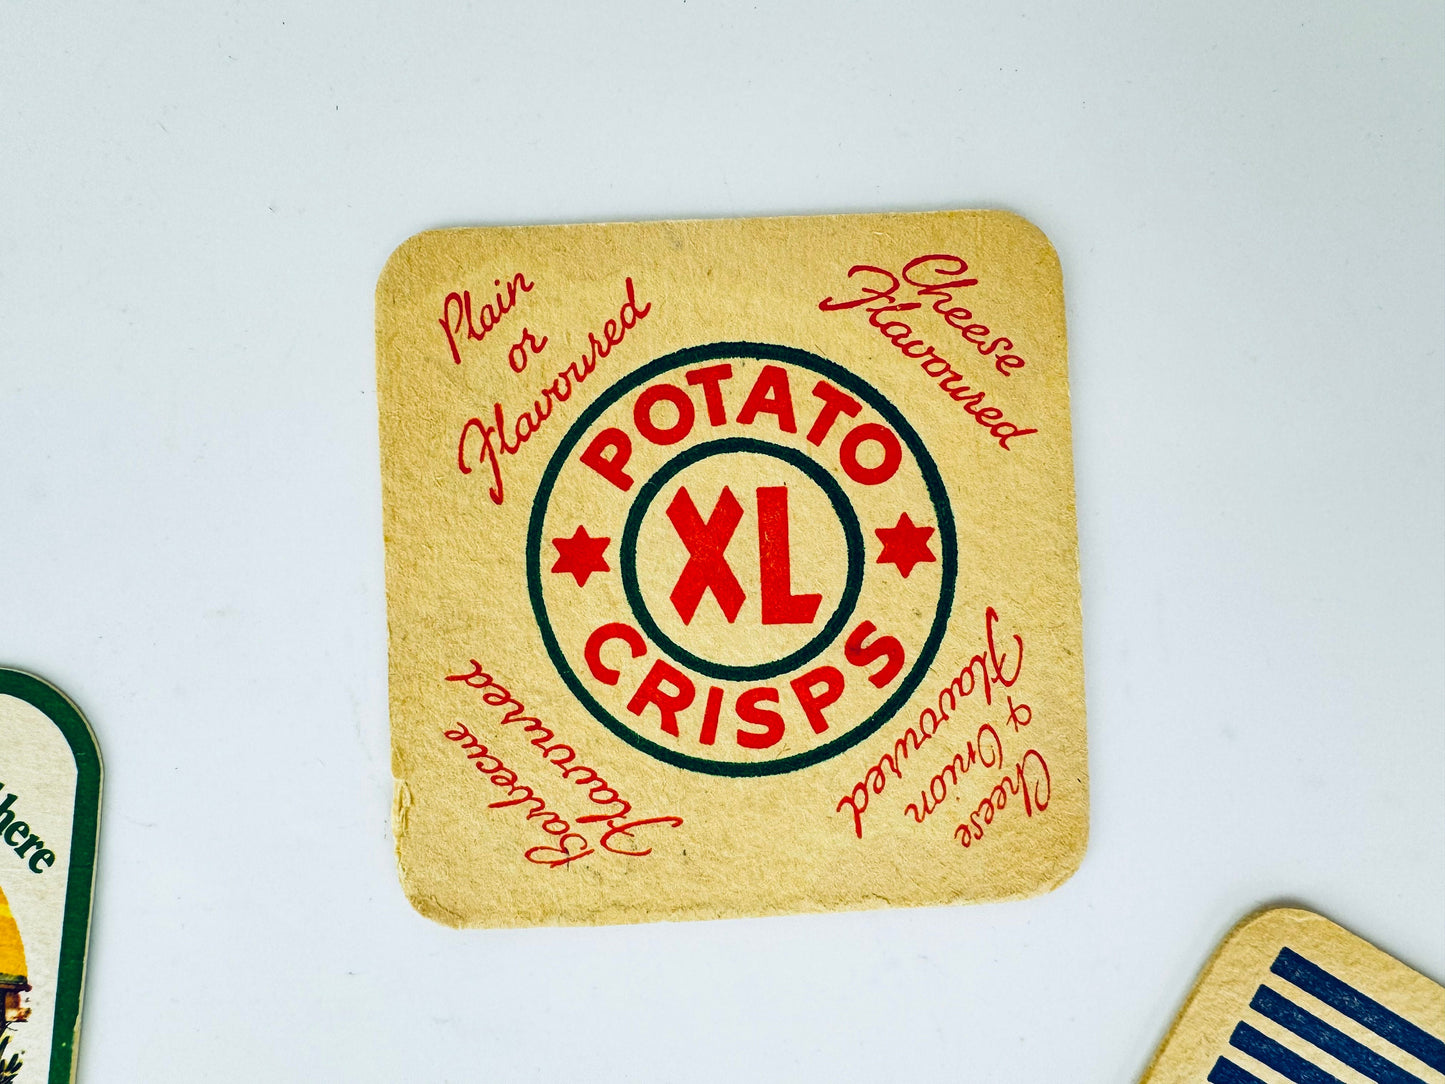 Plain
or
Flavoured
Cheese
Flavoured
POTATO
XL
CRISPS
Barbecue
Flavoured
Cheese
& Onion
Flavoured
here